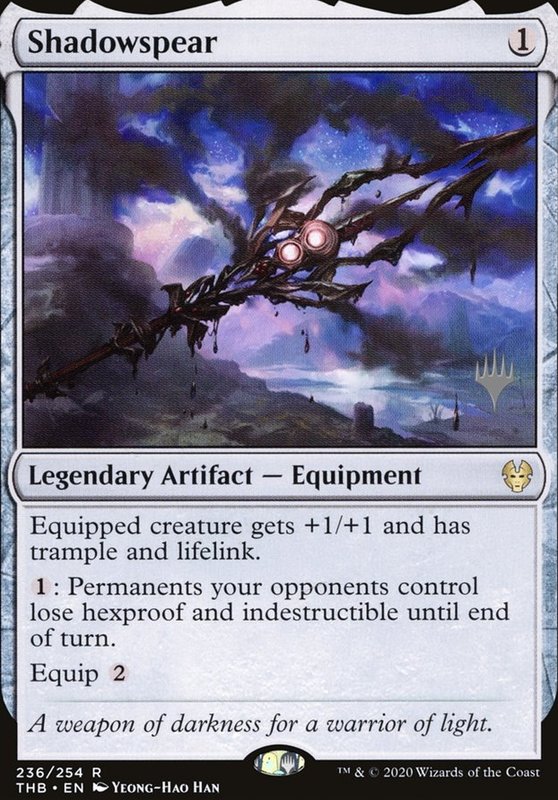 Shadowspear 1
Legendary Artifact — Equipment
Equipped creature gets +1/+1 and has
trample and lifelink.
1: Permanents your opponents control
lose hexproof and indestructible until end
of turn.
Equip 2
A weapon of darkness for a warrior of light.
236/254 R
THB • EN Yeong-Hao Han
™ & © 2020 Wizards of the Coast